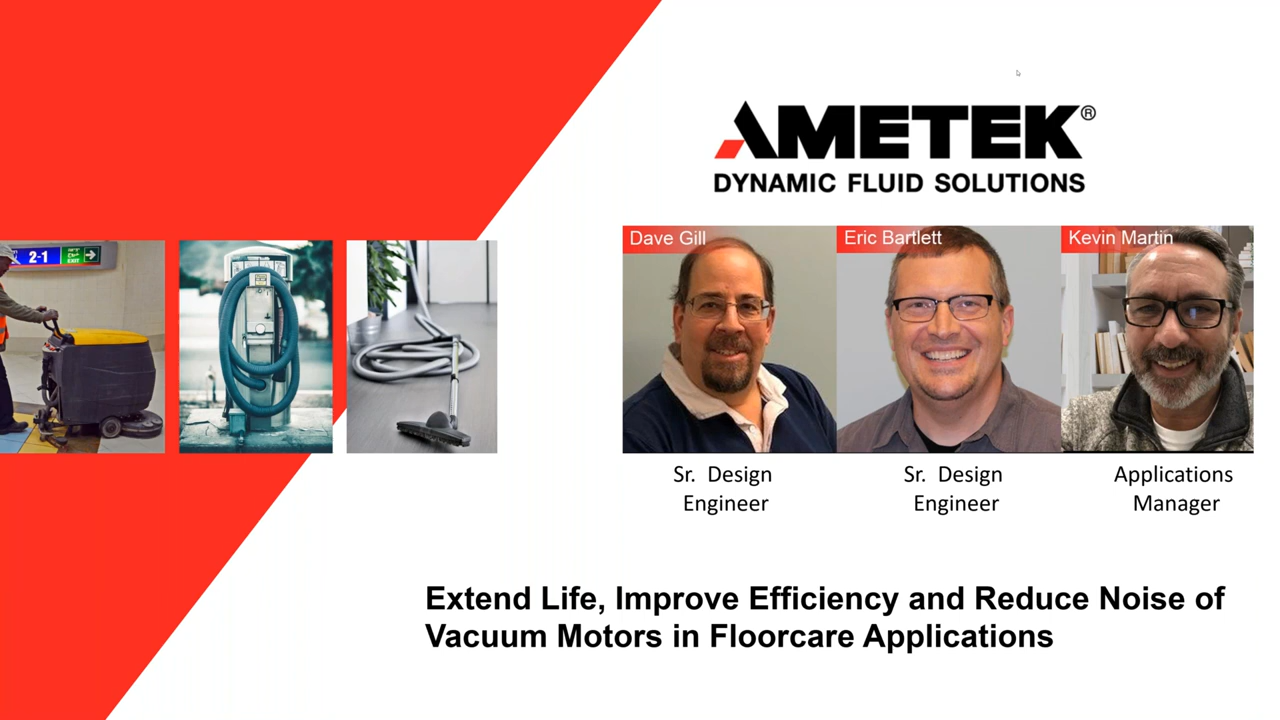 AMETEK®
DYNAMIC FLUID SOLUTIONS
2-1
EXIT
Dave Gill
Eric Bartlett
Kevin Martin
Sr. Design
Engineer
Sr. Design
Engineer
Applications
Manager
Extend Life, Improve Efficiency and Reduce Noise of
Vacuum Motors in Floorcare Applications